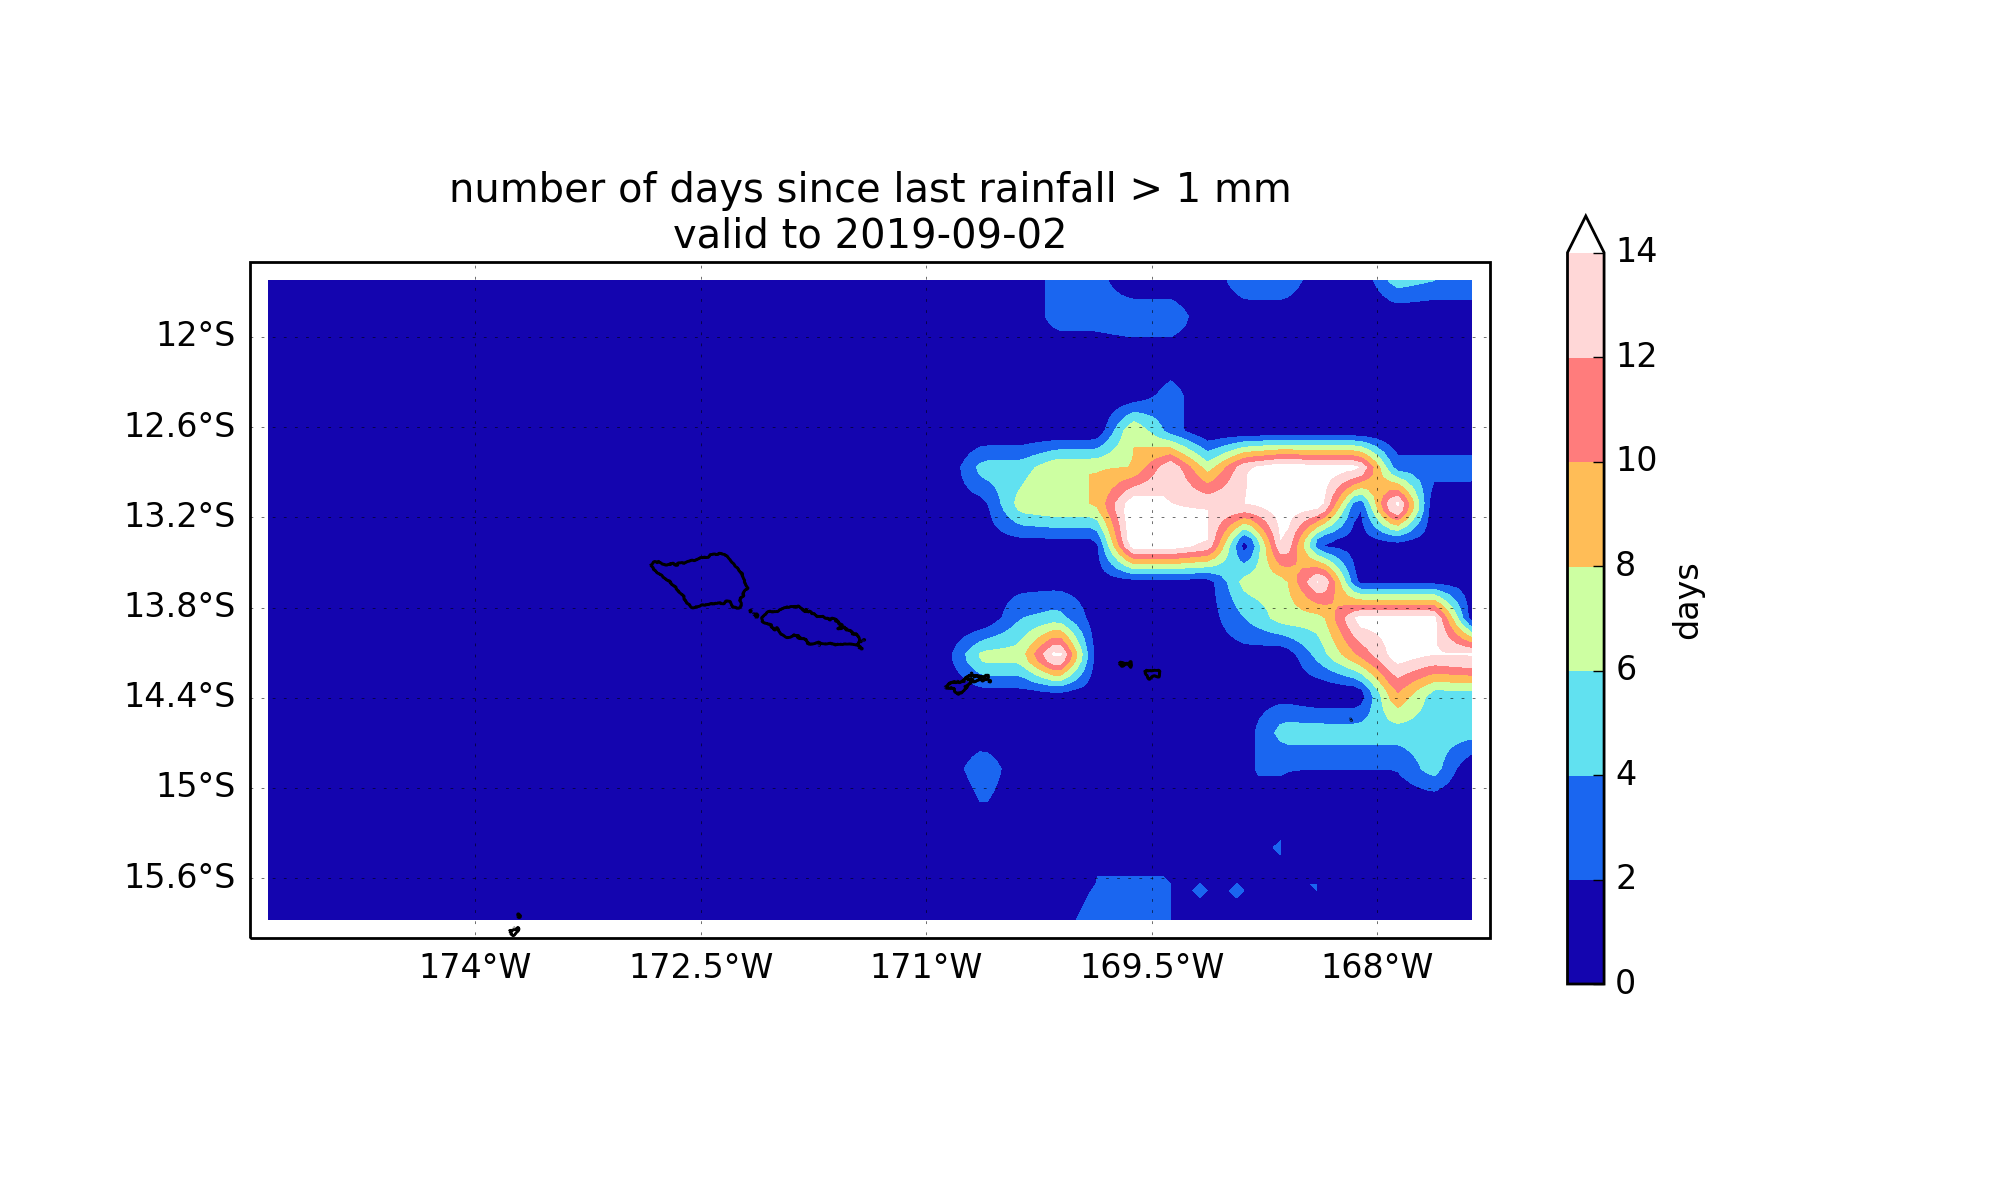 number of days since last rainfall > 1 mm
valid to 2019-09-02
12°S
12.6°S
13.2°S
13.8°S
14.4°S
15°S
15.6°S
174°W
172.5°W
171°W
169.5°W
168°W
14
12
10
8
6
4
2
0
days